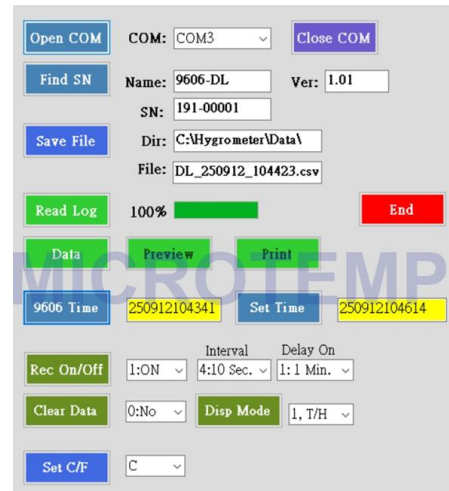 Open COM COM: COM3 Close COM
Find SN Name: 9606-DL Ver: 1.01
SN: 191-00001
Save File Dir: C:\Hygrometer\Data\
File: DL_250912_104423.csv
Read Log 100% End
Data Preview Print
MICROTEMP
9606 Time 250912104341 Set Time 250912104614
Interval Delay On
Rec On/Off 1:ON 4:10 Sec. 1: 1 Min.
Clear Data 0:No Disp Mode 1, T/H
Set C/F C